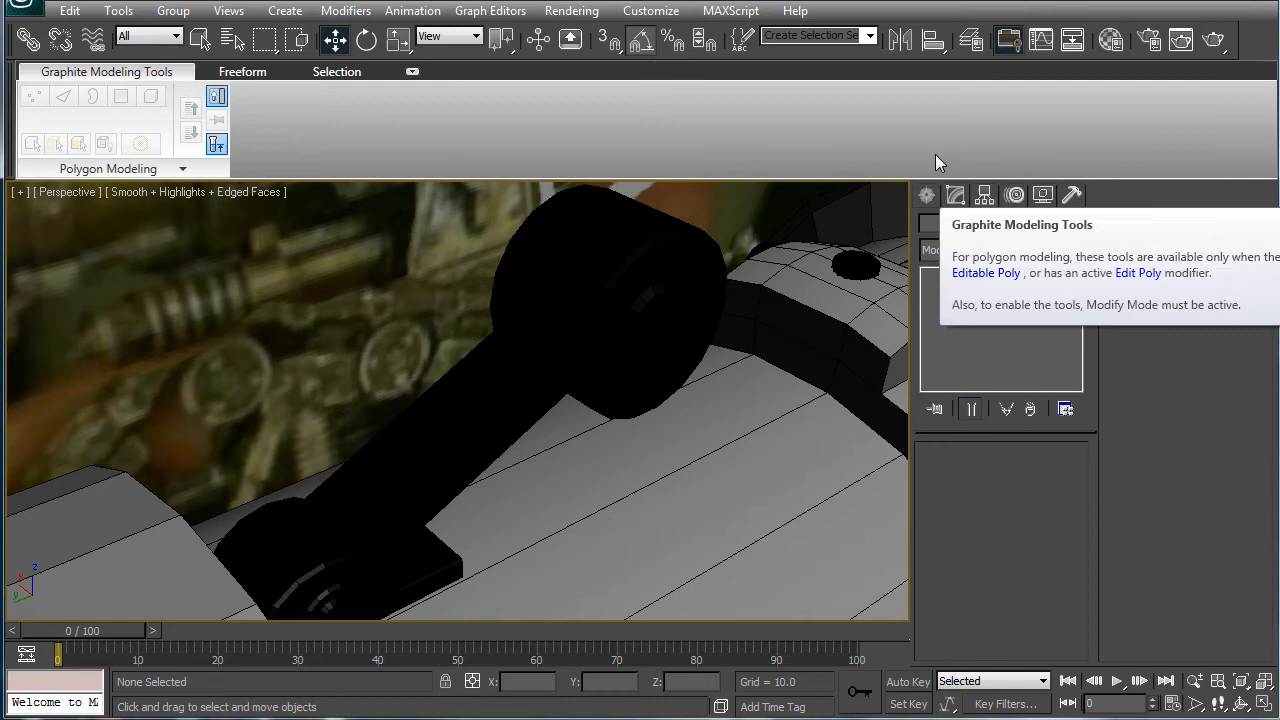 Edit Tools Group Views Create Modifiers Animation Graph Editors Rendering Customize MAXScript Help
All View 3 Create Selection Se
Graphite Modeling Tools Freeform Selection
Polygon Modeling
[ + ] [ Perspective ] [ Smooth + Highlights + Edged Faces ]
Graphite Modeling Tools
Mod
For polygon modeling, these tools are available only when the
Editable Poly , or has an active Edit Poly modifier.
Also, to enable the tools, Modify Mode must be active.
z
x
y
< 0 / 100 >
0 10 20 30 40 50 60 70 80 90 100
None Selected X: Y: Z: Grid = 10.0 Auto Key Selected
Welcome to M Click and drag to select and move objects Add Time Tag Set Key Key Filters... 0